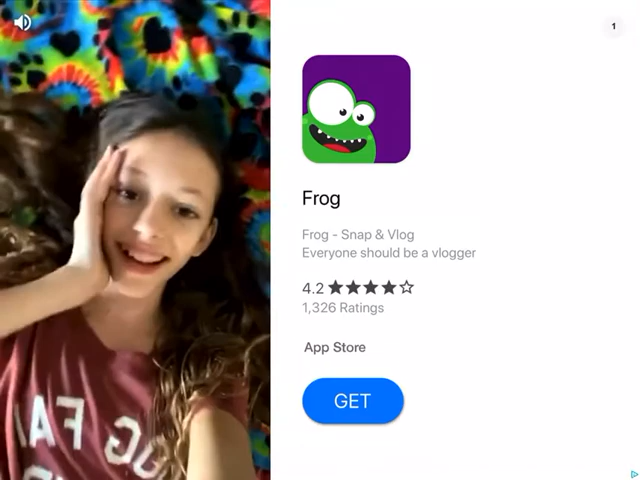 1
Frog
Frog - Snap & Vlog
Everyone should be a vlogger
4.2
1,326 Ratings
App Store
GET